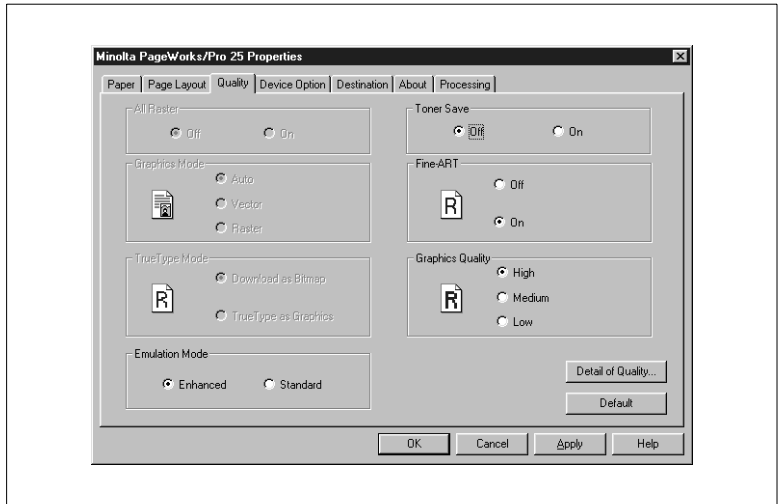 Minolta PageWorks/Pro 25 Properties
Paper Page Layout Quality Device Option Destination About Processing
All Raster
Off On
Graphics Mode
Auto
Vector
Raster
TrueType Mode
R
Download as Bitmap
TrueType as Graphics
Emulation Mode
Enhanced Standard
Toner Save
Off On
Fine-ART
R
Off
On
Graphics Quality
R
High
Medium
Low
Detail of Quality...
Default
OK Cancel Apply Help